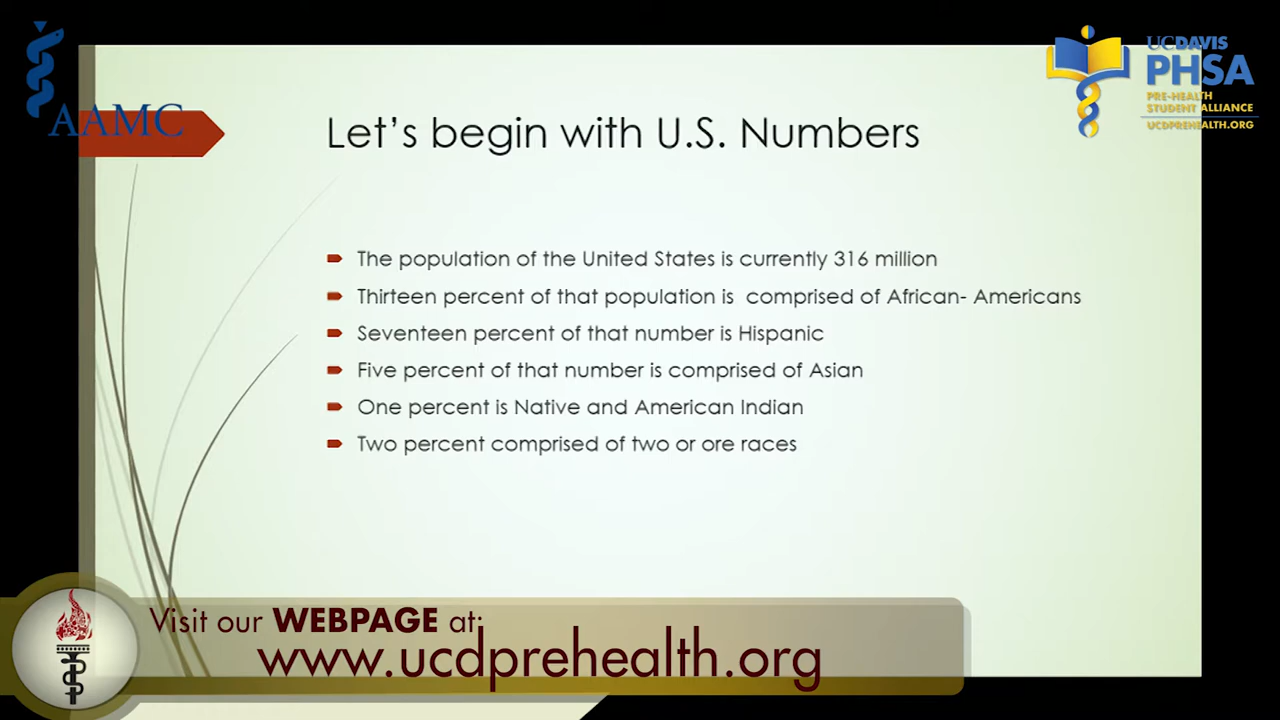 AAMC
UCDAVIS
PHSA
PRE-HEALTH
STUDENT ALLIANCE
UCDPREHEALTH.ORG
Let's begin with U.S. Numbers
The population of the United States is currently 316 million
Thirteen percent of that population is comprised of African- Americans
Seventeen percent of that number is Hispanic
Five percent of that number is comprised of Asian
One percent is Native and American Indian
Two percent comprised of two or ore races
Visit our WEBPAGE at:
www.ucdprehealth.org